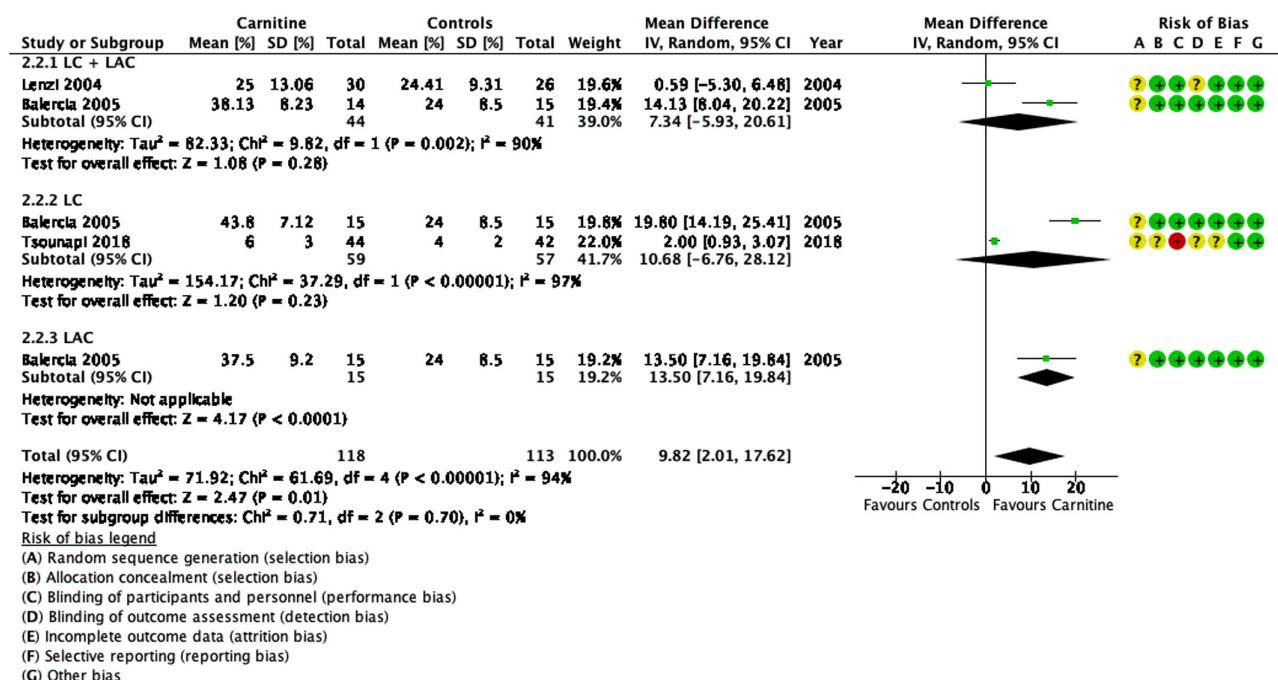 Carnitine Controls Mean Difference Mean Difference Risk of Bias
Study or Subgroup Mean [%] SD [%] Total Mean [%] SD [%] Total Weight IV, Random, 95% CI Year IV, Random, 95% CI A B C D E F G
2.2.1 LC + LAC
Lenzi 2004 25 13.06 30 24.41 9.31 26 19.6% 0.59 [−5.30, 6.48] 2004 ? + + ? + + +
Balercia 2005 38.13 8.23 14 24 8.5 15 19.4% 14.13 [8.04, 20.22] 2005 ? + + + + + +
Subtotal (95% CI) 44 41 39.0% 7.34 [−5.93, 20.61]
Heterogeneity: Tau² = 82.33; Chi² = 9.82, df = 1 (P = 0.002); I² = 90%
Test for overall effect: Z = 1.08 (P = 0.28)
2.2.2 LC
Balercia 2005 43.8 7.12 15 24 8.5 15 19.8% 19.80 [14.19, 25.41] 2005 ? + + + + + +
Tsounapi 2018 6 3 44 4 2 42 22.0% 2.00 [0.93, 3.07] 2018 ? ? − ? ? + +
Subtotal (95% CI) 59 57 41.7% 10.68 [−6.76, 28.12]
Heterogeneity: Tau² = 154.17; Chi² = 37.29, df = 1 (P < 0.00001); I² = 97%
Test for overall effect: Z = 1.20 (P = 0.23)
2.2.3 LAC
Balercia 2005 37.5 9.2 15 24 8.5 15 19.2% 13.50 [7.16, 19.84] 2005 ? + + + + + +
Subtotal (95% CI) 15 15 19.2% 13.50 [7.16, 19.84]
Heterogeneity: Not applicable
Test for overall effect: Z = 4.17 (P < 0.0001)
Total (95% CI) 118 113 100.0% 9.82 [2.01, 17.62]
Heterogeneity: Tau² = 71.92; Chi² = 61.69, df = 4 (P < 0.00001); I² = 94%
Test for overall effect: Z = 2.47 (P = 0.01)
Test for subgroup differences: Chi² = 0.71, df = 2 (P = 0.70), I² = 0%
−20 −10 0 10 20
Favours Controls Favours Carnitine
Risk of bias legend
(A) Random sequence generation (selection bias)
(B) Allocation concealment (selection bias)
(C) Blinding of participants and personnel (performance bias)
(D) Blinding of outcome assessment (detection bias)
(E) Incomplete outcome data (attrition bias)
(F) Selective reporting (reporting bias)
(G) Other bias